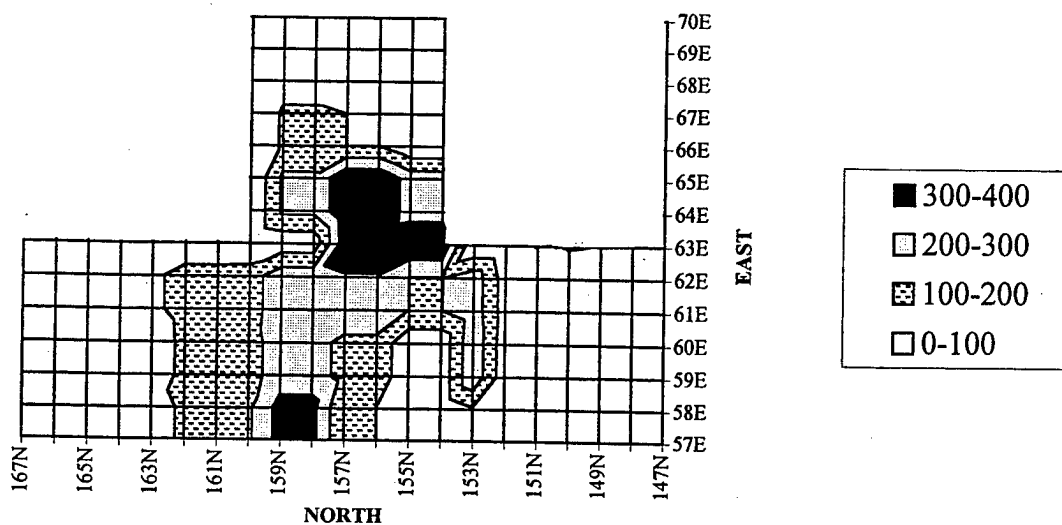 70E
69E
68E
67E
66E
65E
64E
63E
62E
61E
60E
59E
58E
57E
EAST
167N
165N
163N
161N
159N
157N
155N
153N
151N
149N
147N
NORTH
300-400
200-300
100-200
0-100